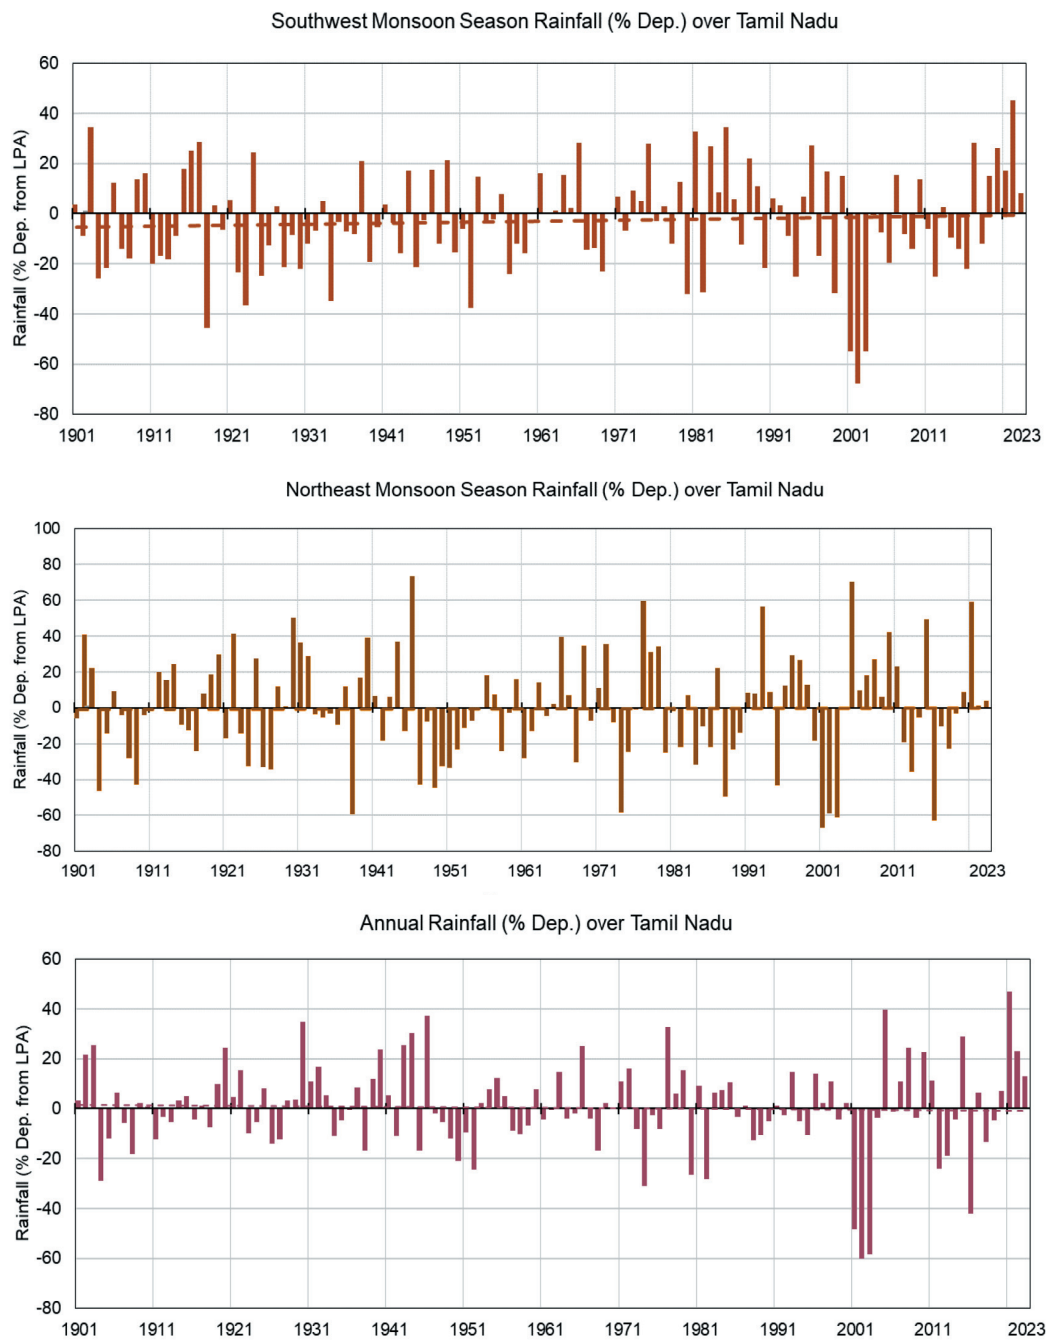 Southwest Monsoon Season Rainfall (% Dep.) over Tamil Nadu
Rainfall (% Dep. from LPA)
60
40
20
0
-20
-40
-60
-80
1901 1911 1921 1931 1941 1951 1961 1971 1981 1991 2001 2011 2023
Northeast Monsoon Season Rainfall (% Dep.) over Tamil Nadu
Rainfall (% Dep. from LPA)
100
80
60
40
20
0
-20
-40
-60
-80
1901 1911 1921 1931 1941 1951 1961 1971 1981 1991 2001 2011 2023
Annual Rainfall (% Dep.) over Tamil Nadu
Rainfall (% Dep. from LPA)
60
40
20
0
-20
-40
-60
-80
1901 1911 1921 1931 1941 1951 1961 1971 1981 1991 2001 2011 2023